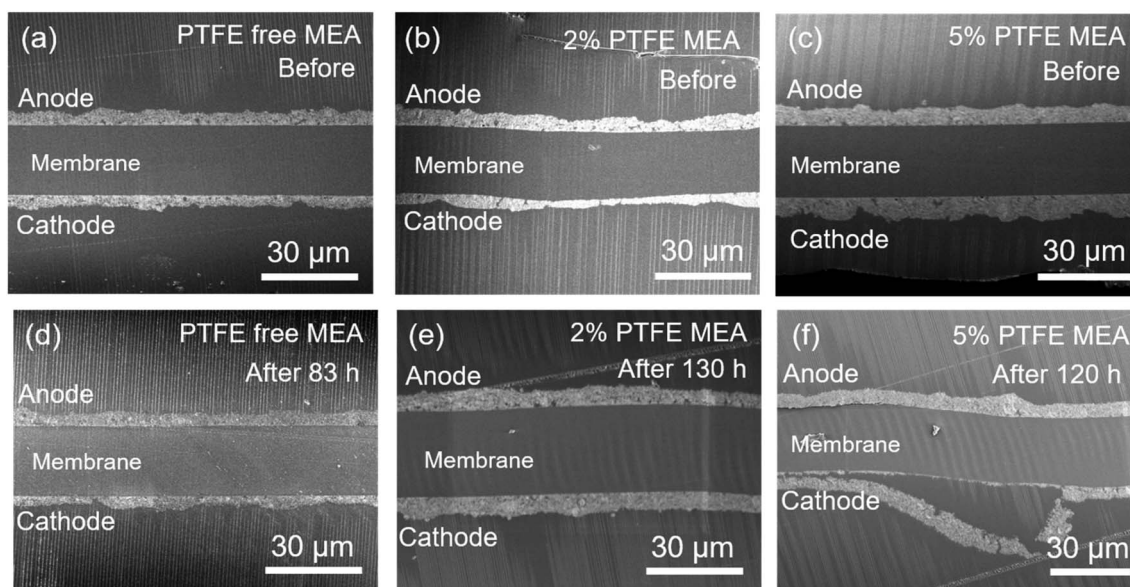 (a)
PTFE free MEA
Before
Anode
Membrane
Cathode
30 µm
(b)
2% PTFE MEA
Before
Anode
Membrane
Cathode
30 µm
(c)
5% PTFE MEA
Before
Anode
Membrane
Cathode
30 µm
(d)
PTFE free MEA
After 83 h
Anode
Membrane
Cathode
30 µm
(e)
2% PTFE MEA
After 130 h
Anode
Membrane
Cathode
30 µm
(f)
5% PTFE MEA
After 120 h
Anode
Membrane
Cathode
30 µm